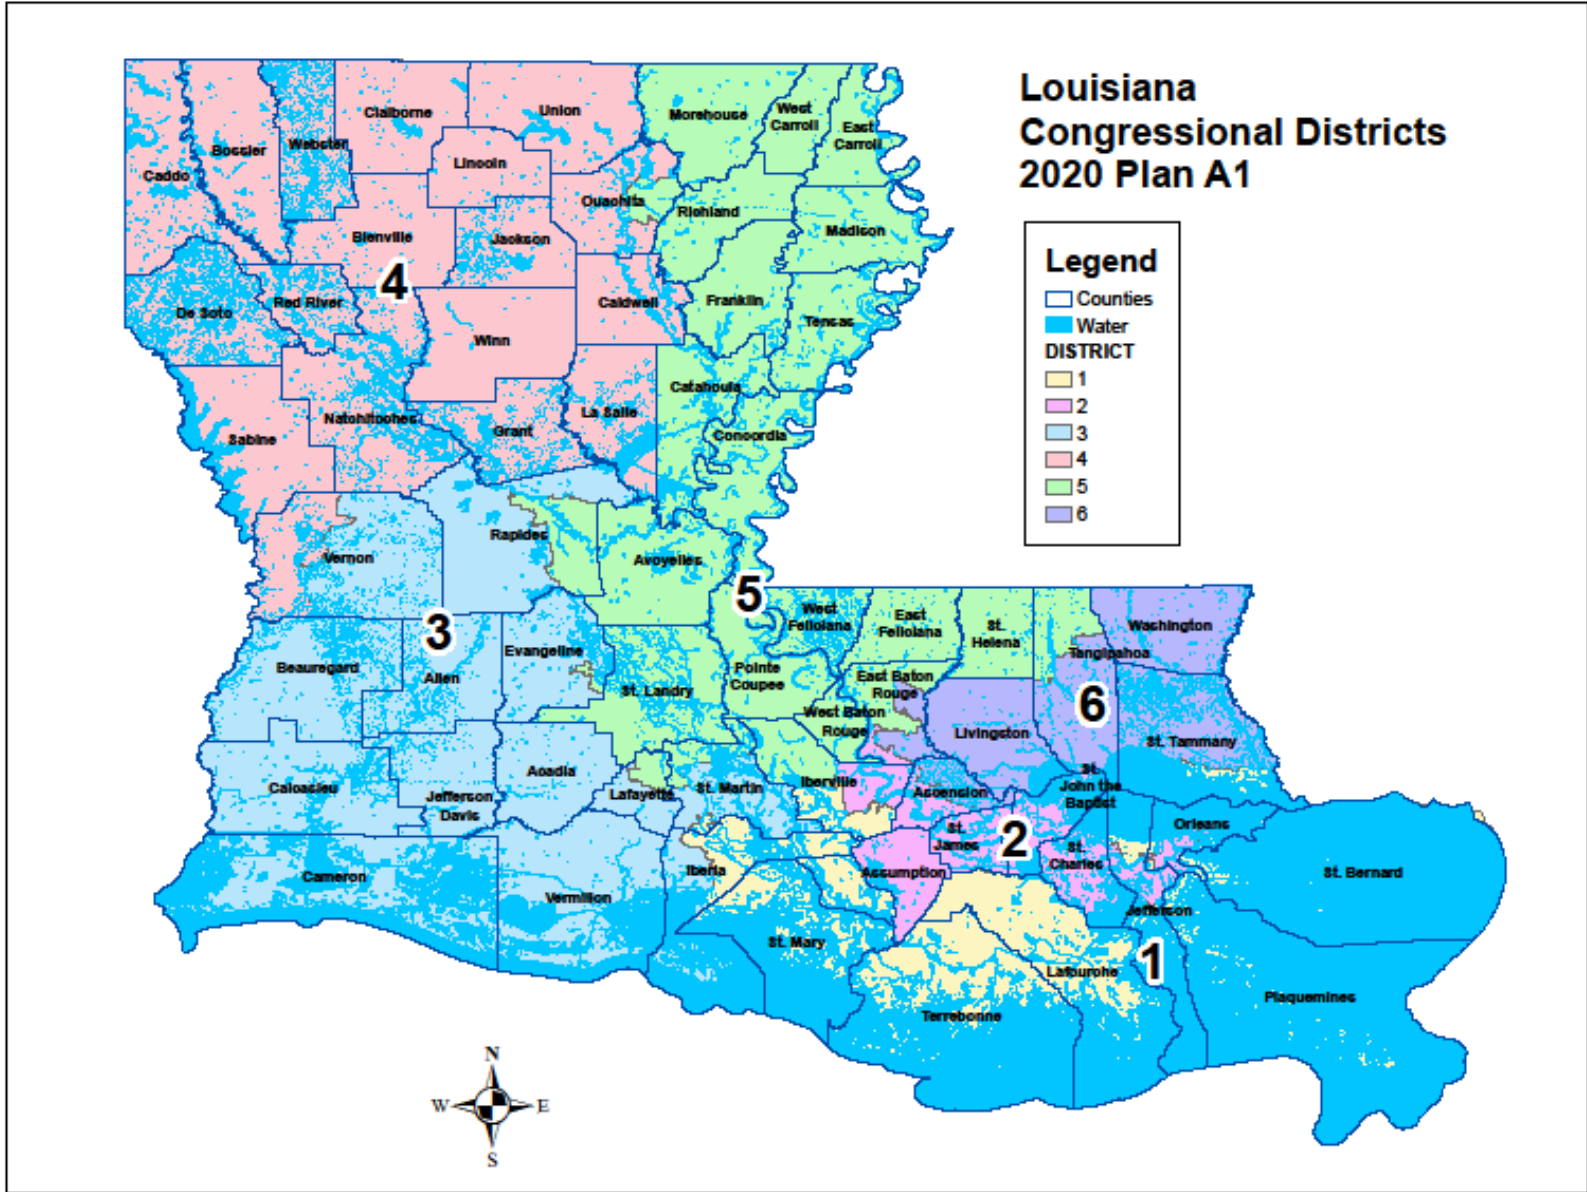 Louisiana
Congressional Districts
2020 Plan A1
Legend
Counties
Water
DISTRICT
1
2
3
4
5
6
Caddo
Bossier
Webster
Claiborne
Union
Lincoln
Morehouse
West
Carroll
East
Carroll
Ouachita
Richland
Madison
Bienville
Jackson
4
De Soto
Red River
Winn
Caldwell
Franklin
Tensas
Sabine
Natchitoches
Grant
La Salle
Catahoula
Concordia
Vernon
Rapides
Avoyelles
5
3
Beauregard
Allen
Evangeline
St. Landry
Pointe
Coupee
West
Feliciana
East
Feliciana
St.
Helena
Tangipahoa
Washington
East Baton
Rouge
West Baton
Rouge
Livingston
6
St. Tammany
Calcasieu
Jefferson
Davis
Acadia
Lafayette
St. Martin
Iberville
Ascension
St.
John the
Baptist
Orleans
St.
James
2
St.
Charles
St. Bernard
Cameron
Vermilion
Iberia
Assumption
Jefferson
St. Mary
Lafourche
1
Terrebonne
Plaquemines
N
W
E
S